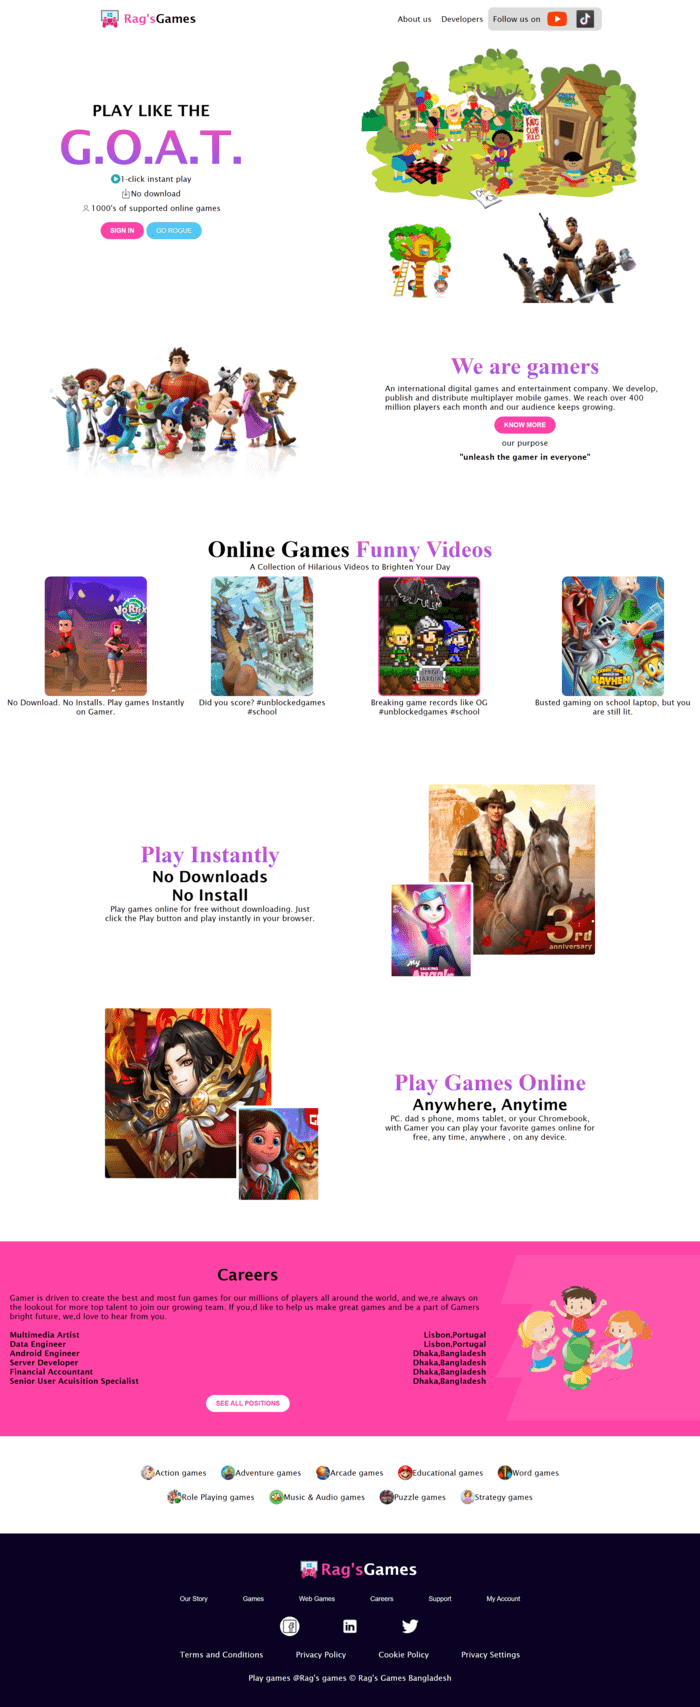 Rag'sGames
About us Developers Follow us on
PLAY LIKE THE
G.O.A.T.
1-click instant play
No download
1000's of supported online games
SIGN IN GO ROGUE
KIDS
CLUB
RULES
We are gamers
An international digital games and entertainment company. We develop,
publish and distribute multiplayer mobile games. We reach over 400
million players each month and our audience keeps growing.
KNOW MORE
our purpose
"unleash the gamer in everyone"
Online Games Funny Videos
A Collection of Hilarious Videos to Brighten Your Day
MAYHEM
No Download. No Installs. Play games Instantly
on Gamer.
Did you score? #unblockedgames
#school
Breaking game records like OG
#unblockedgames #school
Busted gaming on school laptop, but you
are still lit.
Play Instantly
No Downloads
No Install
Play games online for free without downloading. Just
click the Play button and play instantly in your browser.
3rd
anniversary
My
TALKING
Play Games Online
Anywhere, Anytime
PC. dad s phone, moms tablet, or your Chromebook,
with Gamer you can play your favorite games online for
free, any time, anywhere , on any device.
Careers
Gamer is driven to create the best and most fun games for our millions of players all around the world, and we,re always on
the lookout for more top talent to join our growing team. If you,d like to help us make great games and be a part of Gamers
bright future, we,d love to hear from you.
Multimedia Artist Lisbon,Portugal
Data Engineer Lisbon,Portugal
Android Engineer Dhaka,Bangladesh
Server Developer Dhaka,Bangladesh
Financial Accountant Dhaka,Bangladesh
Senior User Acuisition Specialist Dhaka,Bangladesh
SEE ALL POSITIONS
Action games Adventure games Arcade games Educational games Word games
Role Playing games Music & Audio games Puzzle games Strategy games
Rag'sGames
Our Story Games Web Games Careers Support My Account
Terms and Conditions Privacy Policy Cookie Policy Privacy Settings
Play games @Rag's games © Rag's Games Bangladesh